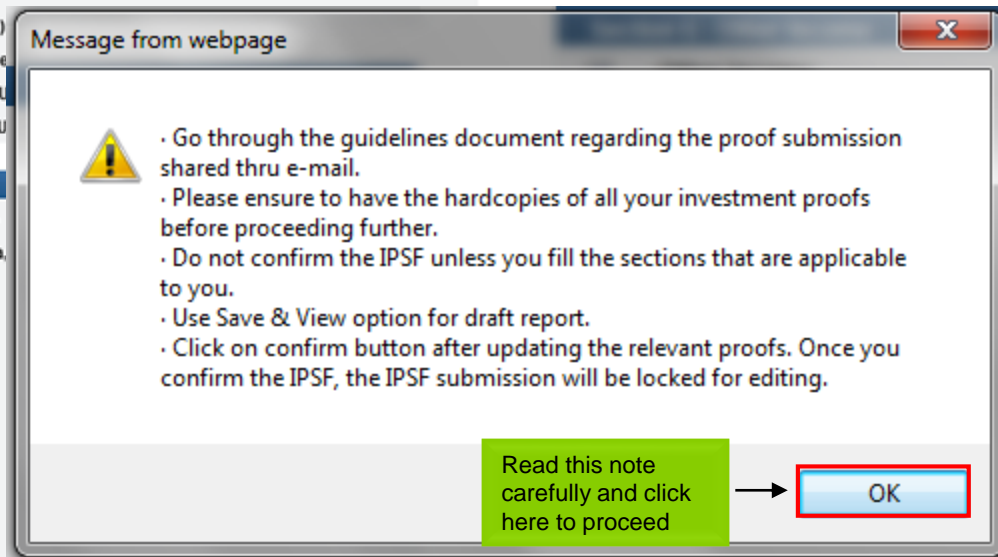 Message from webpage
· Go through the guidelines document regarding the proof submission
shared thru e-mail.
· Please ensure to have the hardcopies of all your investment proofs
before proceeding further.
· Do not confirm the IPSF unless you fill the sections that are applicable
to you.
· Use Save & View option for draft report.
· Click on confirm button after updating the relevant proofs. Once you
confirm the IPSF, the IPSF submission will be locked for editing.
Read this note
carefully and click
here to proceed
OK